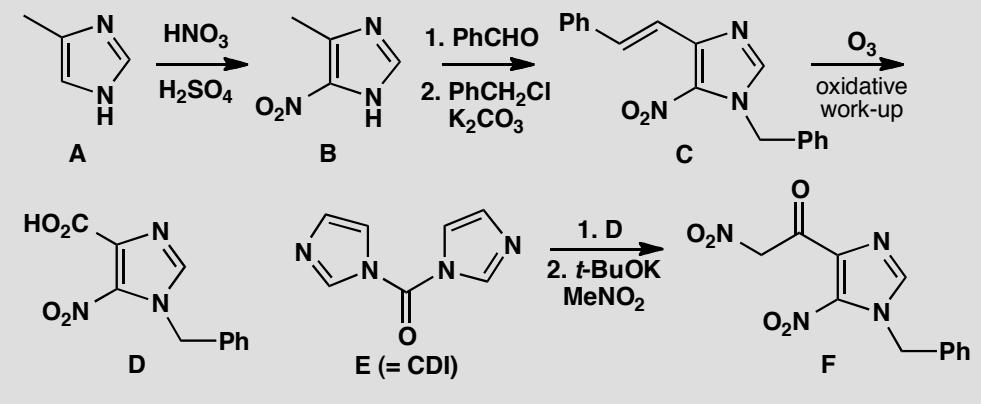 N
N
H
A
HNO₃
H₂SO₄
O₂N
N
N
H
B
1. PhCHO
2. PhCH₂Cl
K₂CO₃
Ph
N
O₂N
N
Ph
C
O₃
oxidative
work-up
HO₂C
N
O₂N
N
Ph
D
N
N
N
N
O
E (= CDI)
1. D
2. t-BuOK
MeNO₂
O
O₂N
N
O₂N
N
Ph
F